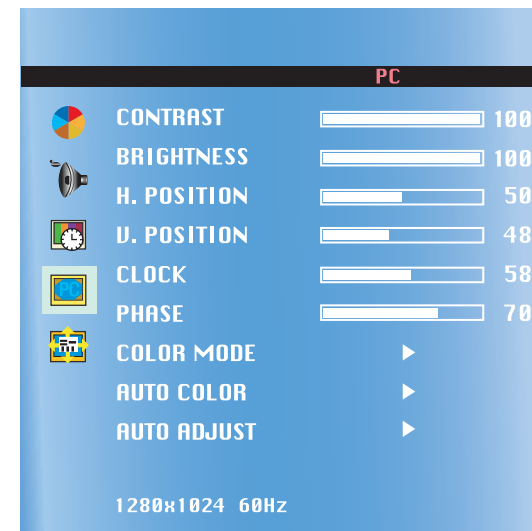 PC
CONTRAST 100
BRIGHTNESS 100
H. POSITION 50
V. POSITION 48
CLOCK 58
PC
PHASE 70
COLOR MODE
AUTO COLOR
AUTO ADJUST
1280x1024 60Hz